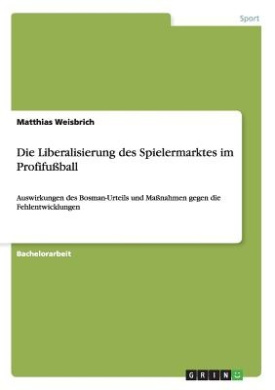 Sport
Matthias Weisbrich
Die Liberalisierung des Spielermarktes im
Profifußball
Auswirkungen des Bosman-Urteils und Maßnahmen gegen die
Fehlentwicklungen
Bachelorarbeit
GRIN